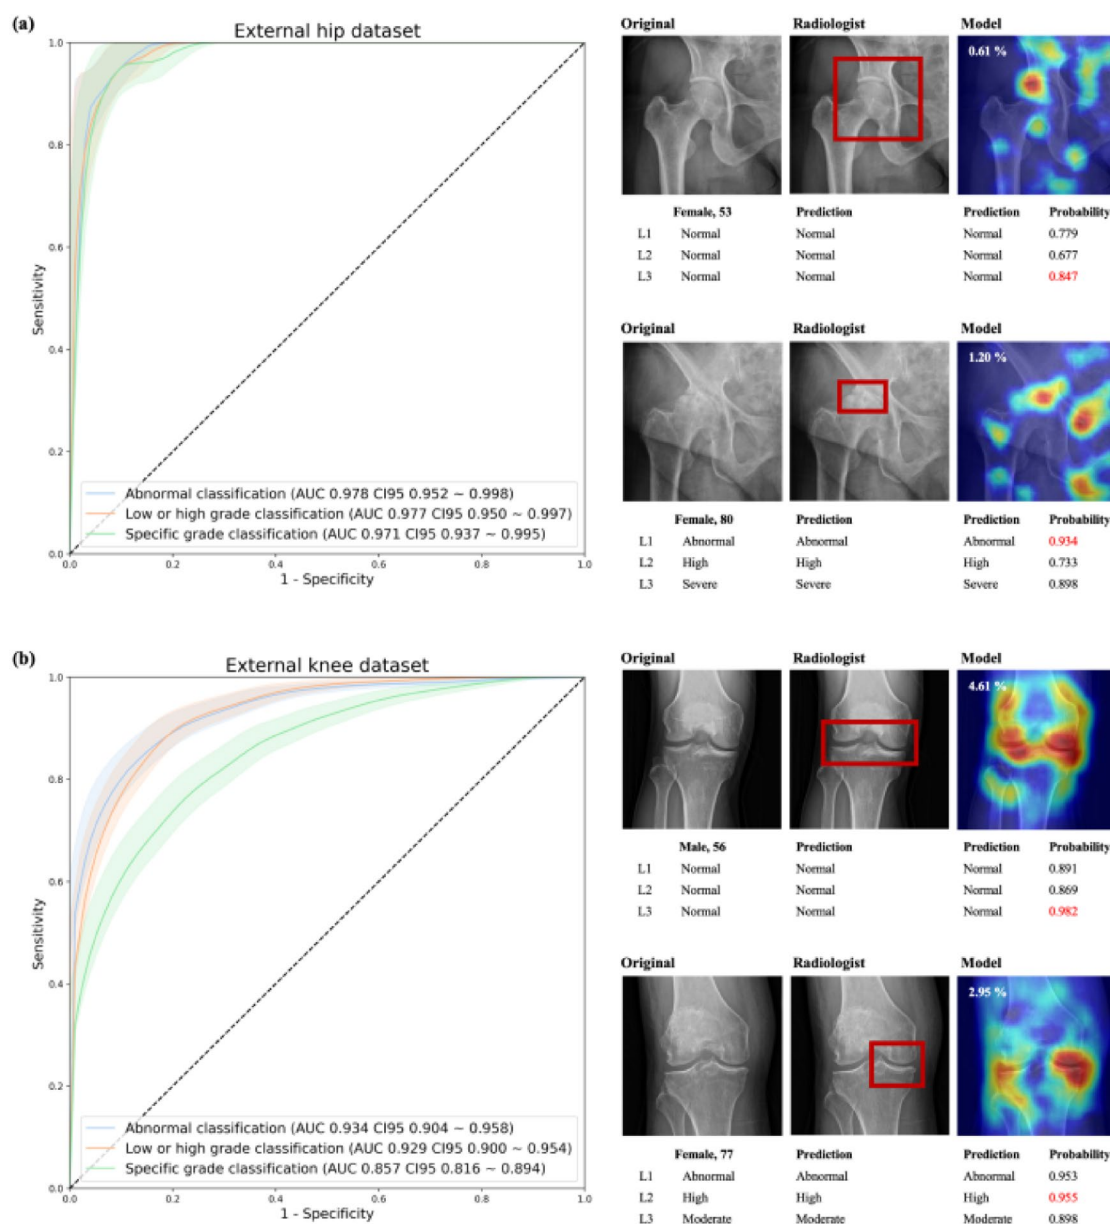 (a)
External hip dataset
1.0
0.8
0.6
0.4
0.2
0.0
Sensitivity
Abnormal classification (AUC 0.978 CI95 0.952 ~ 0.998)
Low or high grade classification (AUC 0.977 CI95 0.950 ~ 0.997)
Specific grade classification (AUC 0.971 CI95 0.937 ~ 0.995)
0.0 0.2 0.4 0.6 0.8 1.0
1 - Specificity
Original Radiologist Model
0.61 %
Female, 53 Prediction Prediction Probability
L1 Normal Normal Normal 0.779
L2 Normal Normal Normal 0.677
L3 Normal Normal Normal 0.847
Original Radiologist Model
1.20 %
Female, 80 Prediction Prediction Probability
L1 Abnormal Abnormal Abnormal 0.934
L2 High High High 0.733
L3 Severe Severe Severe 0.898
(b)
External knee dataset
1.0
0.8
0.6
0.4
0.2
0.0
Sensitivity
Abnormal classification (AUC 0.934 CI95 0.904 ~ 0.958)
Low or high grade classification (AUC 0.929 CI95 0.900 ~ 0.954)
Specific grade classification (AUC 0.857 CI95 0.816 ~ 0.894)
0.0 0.2 0.4 0.6 0.8 1.0
1 - Specificity
Original Radiologist Model
4.61 %
Male, 56 Prediction Prediction Probability
L1 Normal Normal Normal 0.891
L2 Normal Normal Normal 0.869
L3 Normal Normal Normal 0.982
Original Radiologist Model
2.95 %
Female, 77 Prediction Prediction Probability
L1 Abnormal Abnormal Abnormal 0.953
L2 High High High 0.955
L3 Moderate Moderate Moderate 0.898